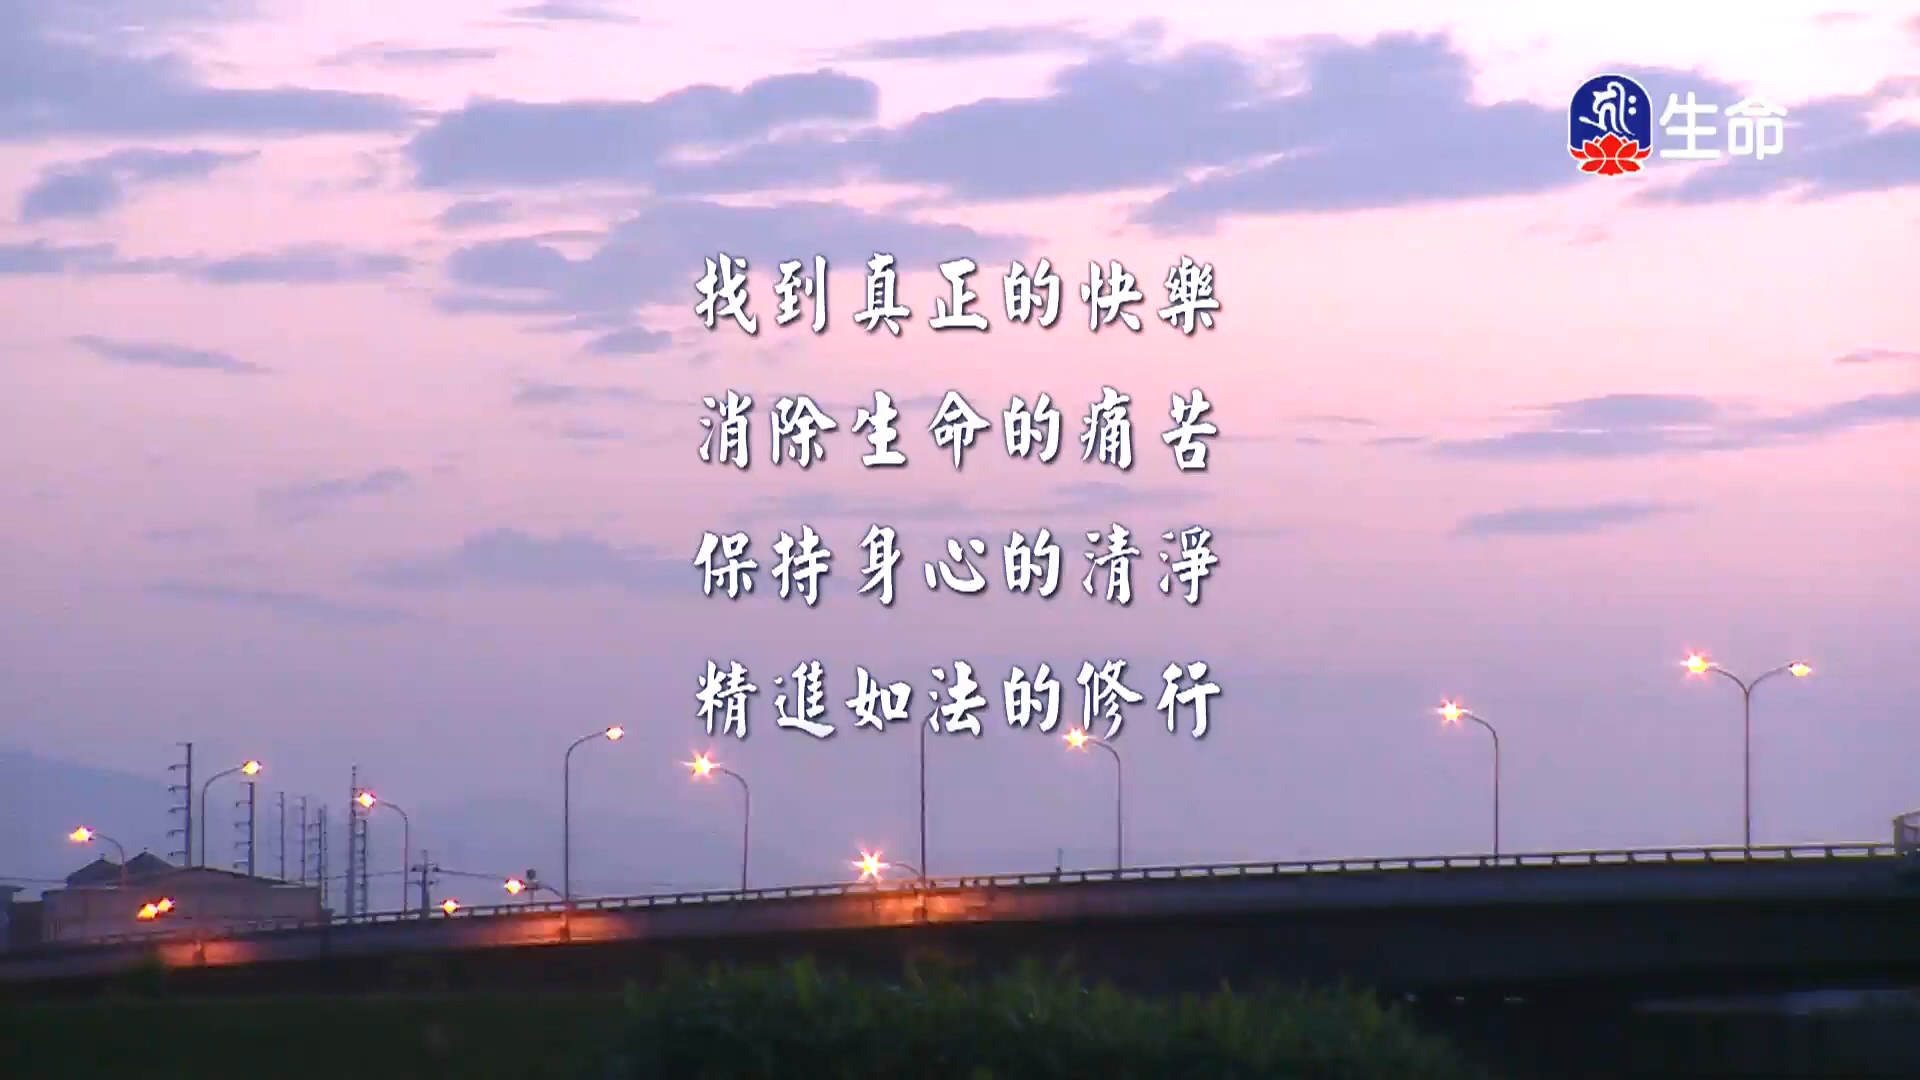 生命
找到真正的快樂
消除生命的痛苦
保持身心的清淨
精進如法的修行